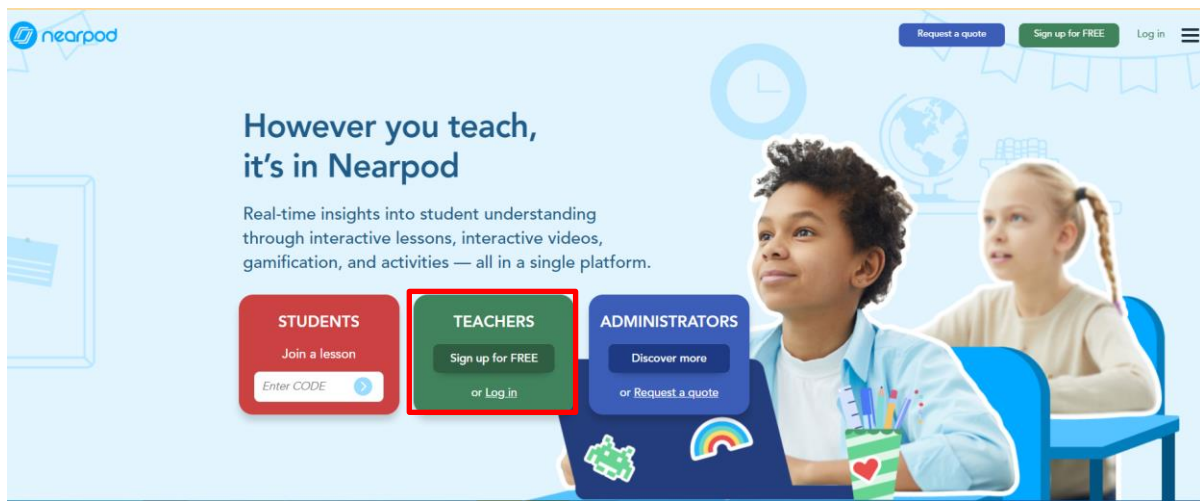 nearpod
Request a quote
Sign up for FREE
Log in
However you teach,
it's in Nearpod
Real-time insights into student understanding
through interactive lessons, interactive videos,
gamification, and activities — all in a single platform.
STUDENTS
Join a lesson
Enter CODE
TEACHERS
Sign up for FREE
or Log in
ADMINISTRATORS
Discover more
or Request a quote